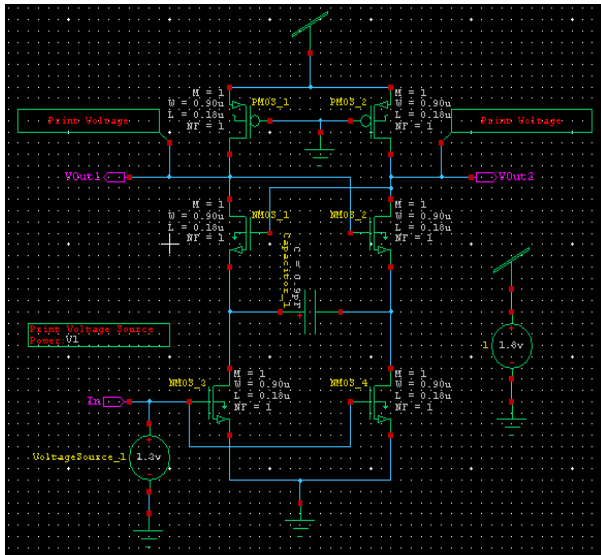 M = 1
W = 0.90u
L = 0.18u
NF = 1
PMOS_1
PMOS_2
M = 1
W = 0.90u
L = 0.18u
NF = 1
Print Voltage
Print Voltage
VOut1
VOut2
M = 1
W = 0.90u
L = 0.18u
NF = 1
NMOS_1
NMOS_2
M = 1
W = 0.90u
L = 0.18u
NF = 1
Capacitor_1
C = 0.9pF
Print Voltage Source
Power V1
1
1.8v
NMOS_3
M = 1
W = 0.90u
L = 0.18u
NF = 1
NMOS_4
M = 1
W = 0.90u
L = 0.18u
NF = 1
In
VoltageSource_1
1.3v